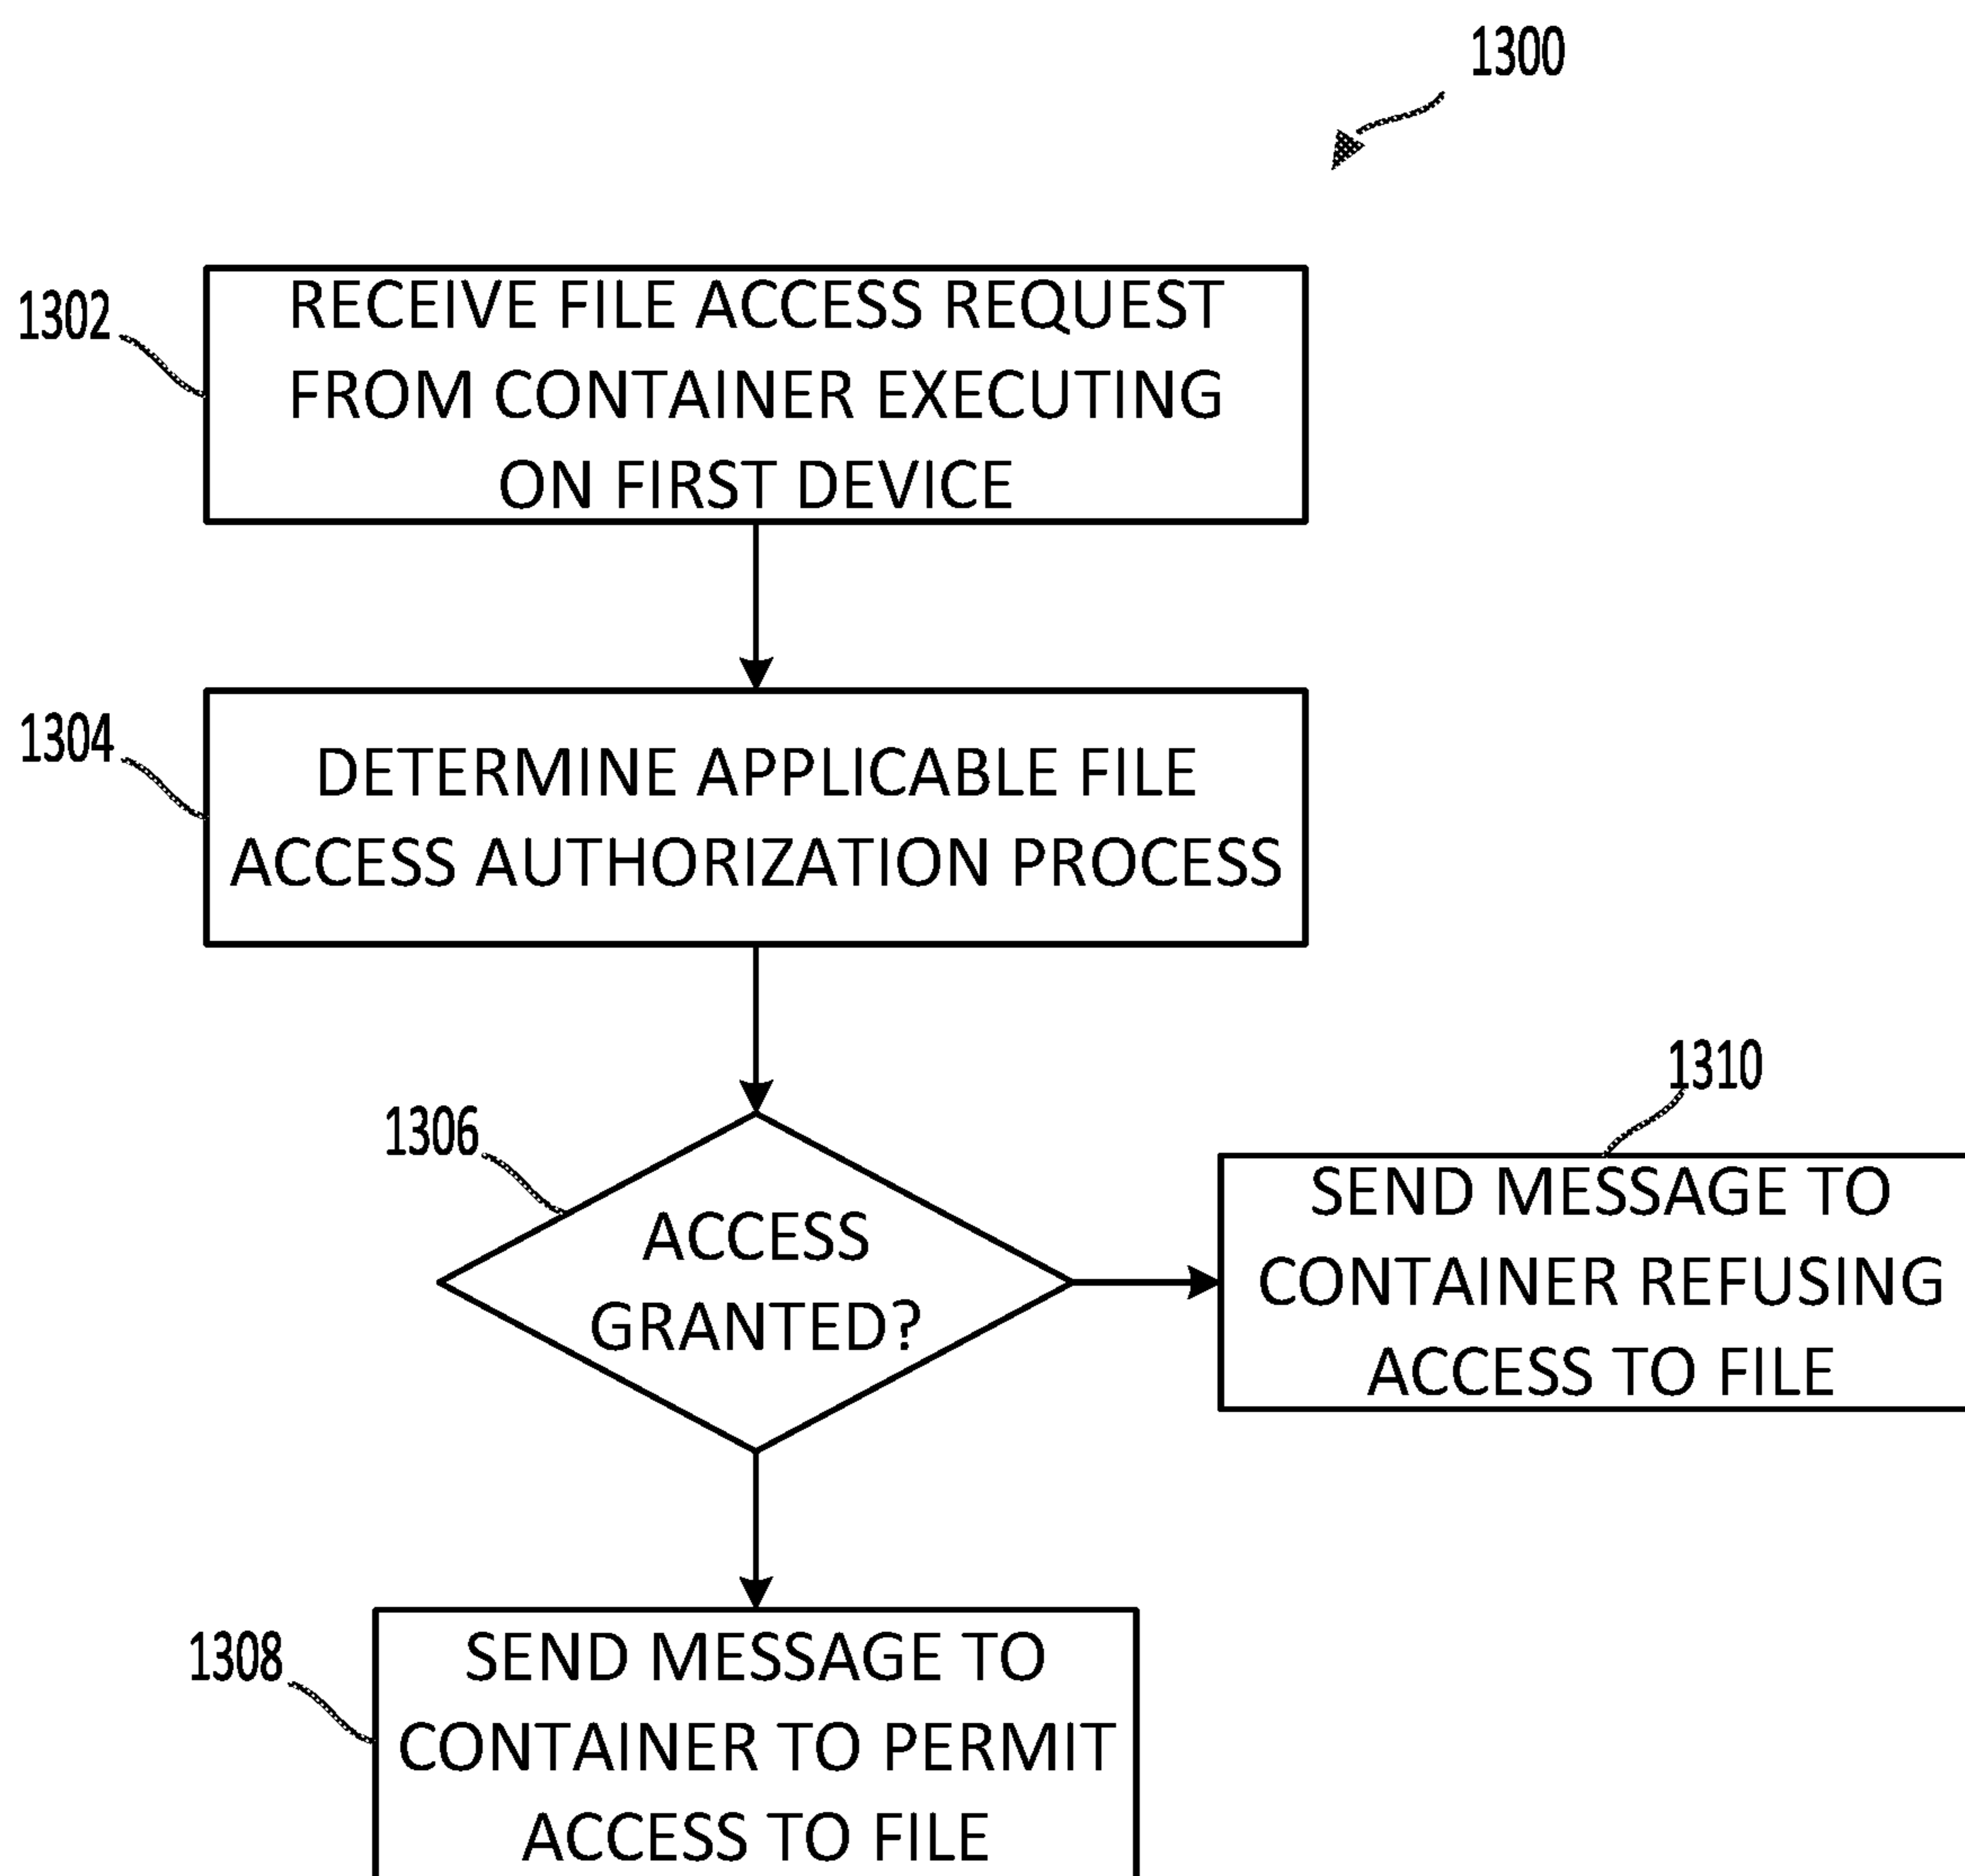 1300
1302
RECEIVE FILE ACCESS REQUEST
FROM CONTAINER EXECUTING
ON FIRST DEVICE
1304
DETERMINE APPLICABLE FILE
ACCESS AUTHORIZATION PROCESS
1306
ACCESS
GRANTED?
1310
SEND MESSAGE TO
CONTAINER REFUSING
ACCESS TO FILE
1308
SEND MESSAGE TO
CONTAINER TO PERMIT
ACCESS TO FILE